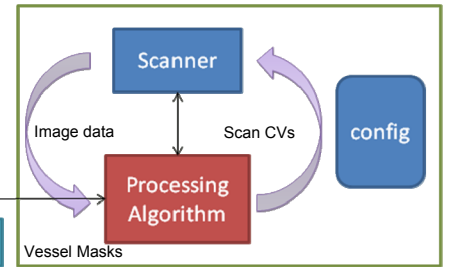 Scanner
Image data
Scan CVs
config
Processing
Algorithm
Vessel Masks